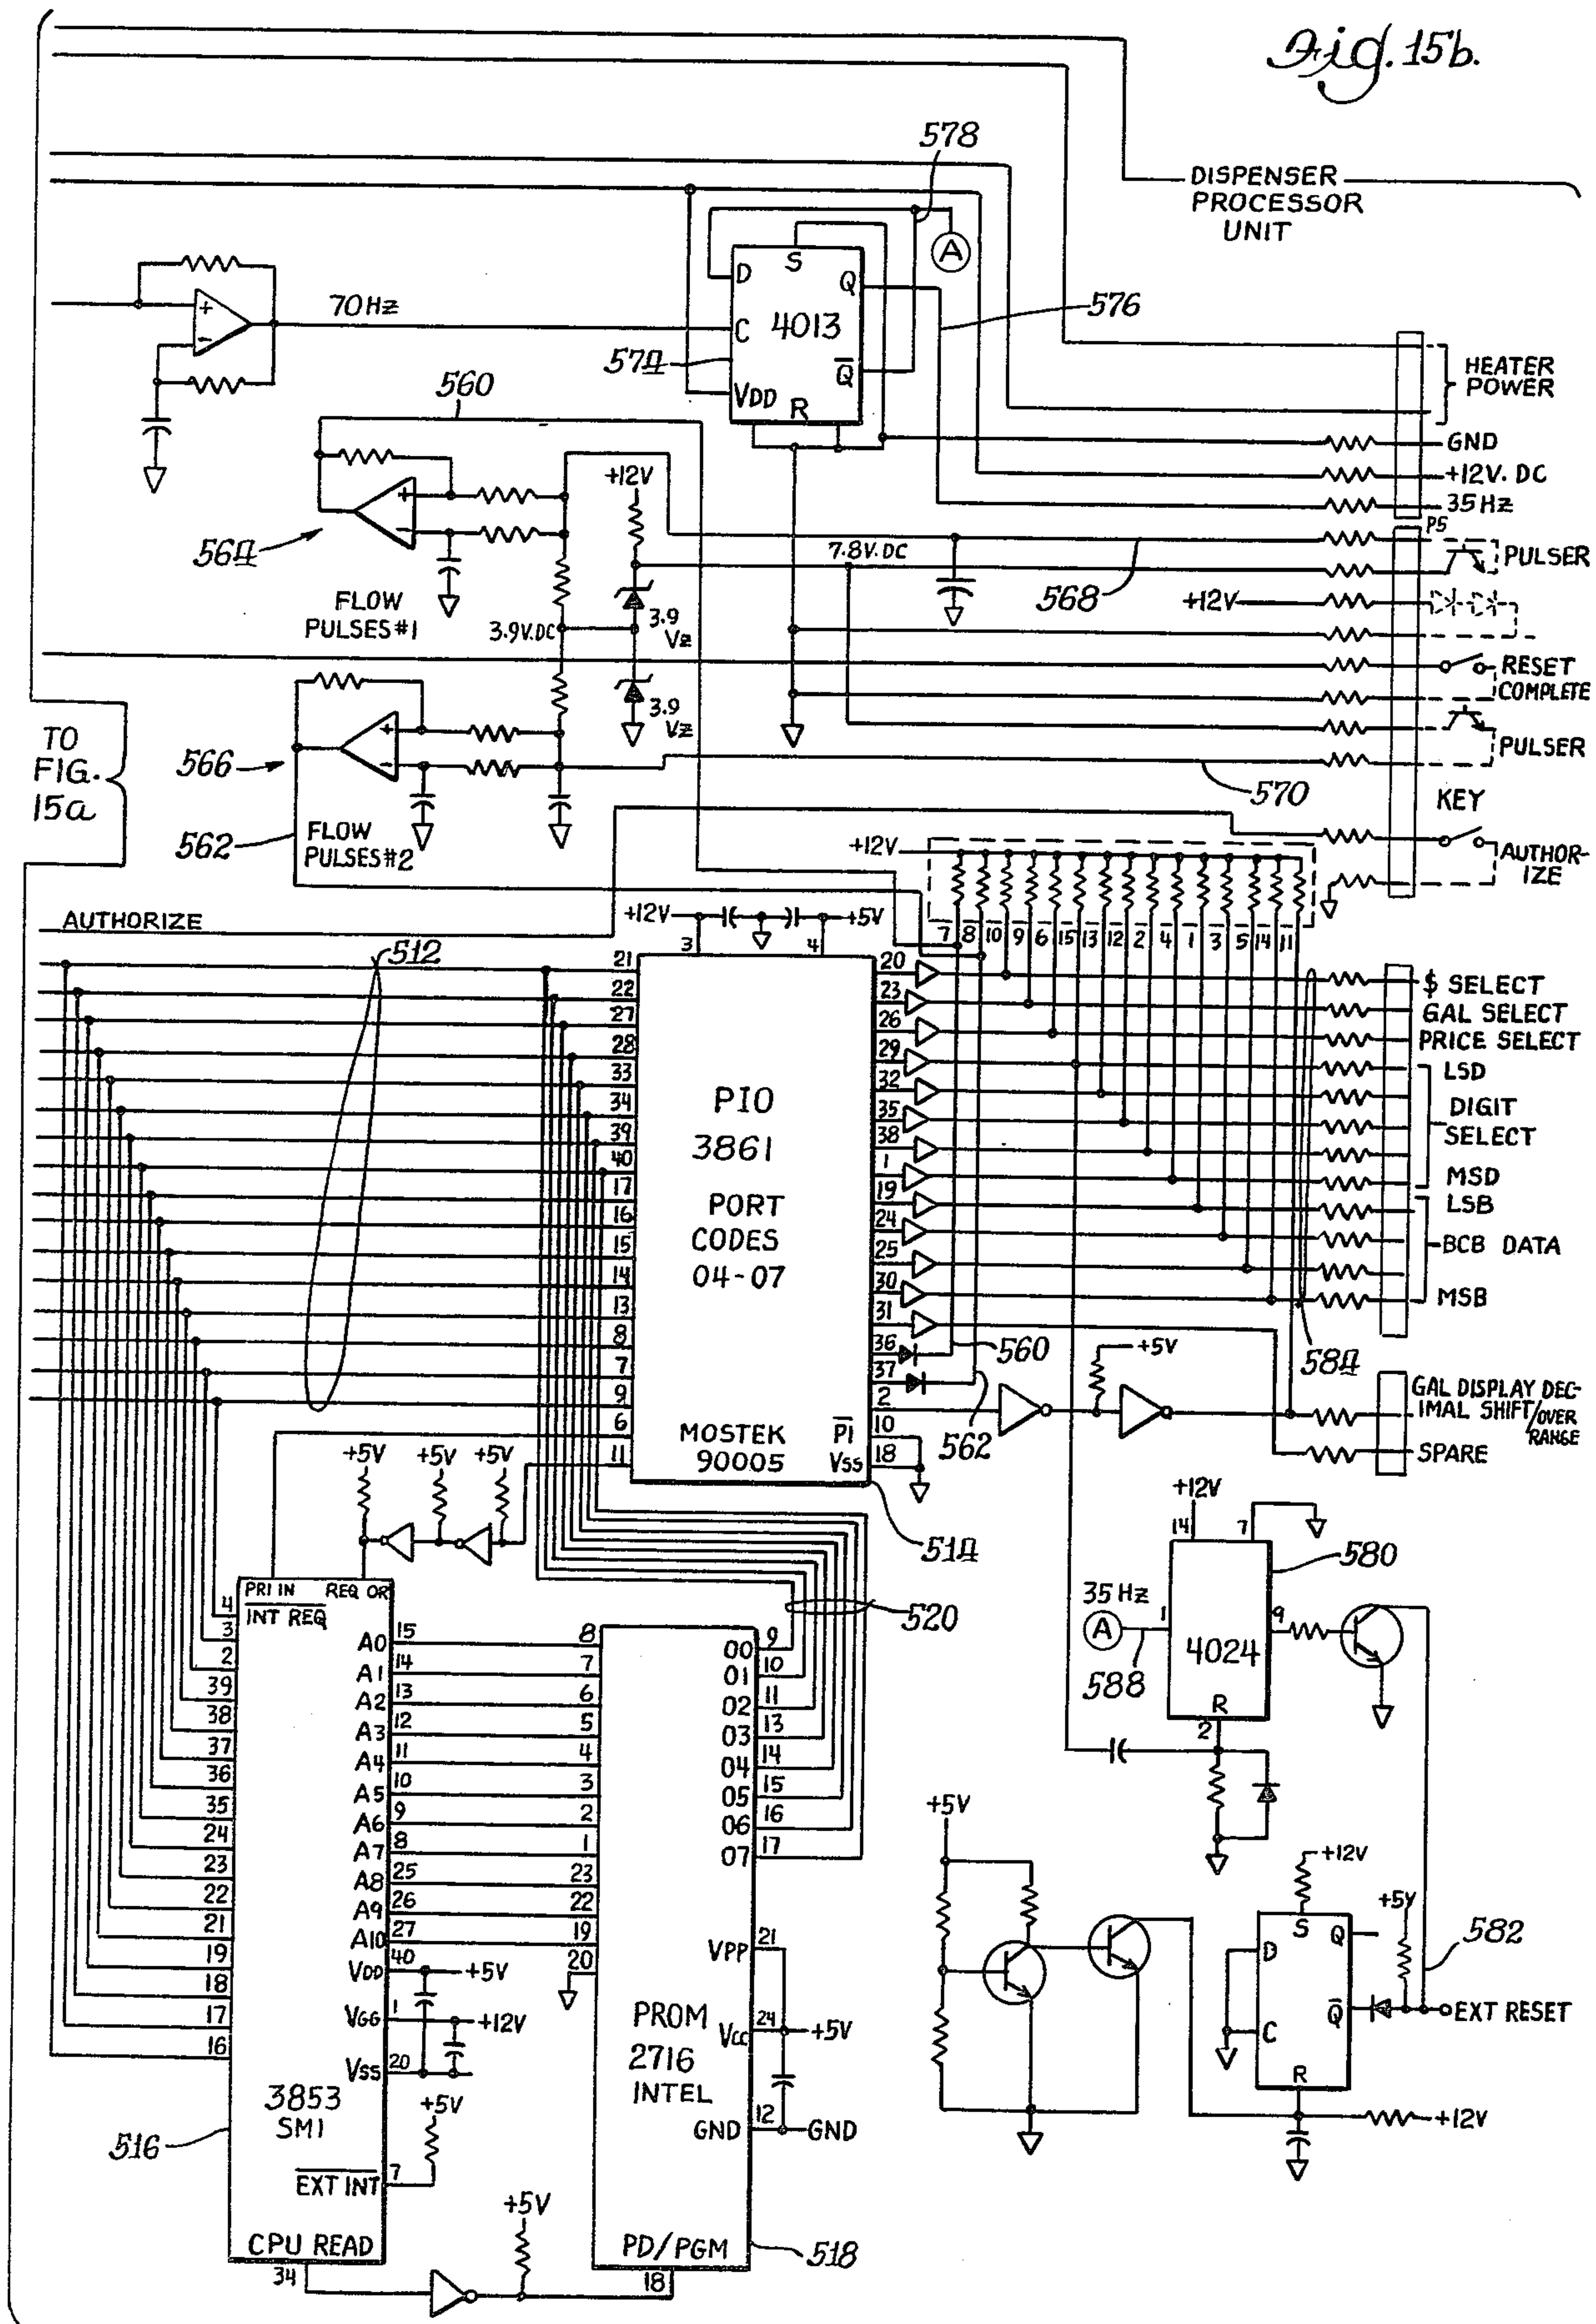 Fig. 15b.
DISPENSER
PROCESSOR
UNIT
578
A
D
S
Q
C
4013
Q
VDD
R
574
576
70Hz
560
HEATER
POWER
GND
+12V. DC
35Hz
P5
+12V
564
FLOW
PULSES #1
3.9V.DC
3.9
Vz
3.9
Vz
7.8V.DC
568
PULSER
+12V
RESET
COMPLETE
PULSER
570
KEY
AUTHOR-
IZE
TO
FIG.
15a
566
562
FLOW
PULSES #2
+12V
7 8 10 9 6 15 13 12 2 4 1 3 5 14 11
AUTHORIZE
512
+12V
+5V
3
4
21
22
27
28
33
34
39
40
17
16
15
14
13
8
7
9
6
11
PIO
3861
PORT
CODES
04-07
MOSTEK
90005
20
23
26
29
32
35
38
1
19
24
25
30
31
36
37
2
PI 10
VSS 18
$ SELECT
GAL SELECT
PRICE SELECT
LSD
DIGIT
SELECT
MSD
LSB
BCB DATA
MSB
584
560
562
+5V
GAL DISPLAY DEC-
IMAL SHIFT/OVER
RANGE
SPARE
514
+5V
+5V
+5V
PRI IN
REQ OR
INT REQ
4
3
2
39
38
37
36
35
24
23
22
21
19
18
17
16
A0 15
A1 14
A2 13
A3 12
A4 11
A5 10
A6 9
A7 8
A8 25
A9 26
A10 27
VDD 40
+5V
VGG 1
+12V
VSS 20
3853
SMI
+5V
EXT INT 7
CPU READ
34
516
520
8
7
6
5
4
3
2
1
23
22
19
20
O0 9
O1 10
O2 11
O3 13
O4 14
O5 15
O6 16
O7 17
VPP 21
VCC 24
+5V
GND 12
GND
PROM
2716
INTEL
PD/PGM
18
518
+5V
+12V
14
7
580
35 Hz
A
1
588
4024
9
R
2
+5V
+12V
S
Q
D
C
Q
R
+5V
582
EXT RESET
+12V